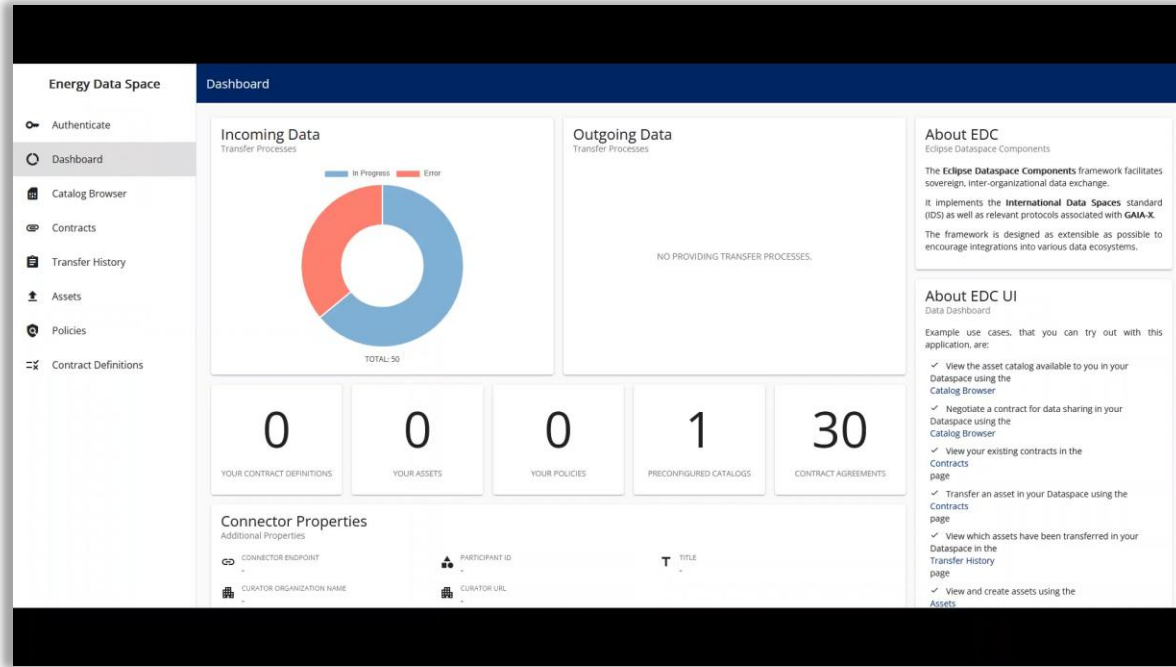 Energy Data Space
Authenticate
Dashboard
Catalog Browser
Contracts
Transfer History
Assets
Policies
Contract Definitions
Dashboard
Incoming Data
Transfer Processes
In Progress
Error
TOTAL: 50
Outgoing Data
Transfer Processes
NO PROVIDING TRANSFER PROCESSES.
0
YOUR CONTRACT DEFINITIONS
0
YOUR ASSETS
0
YOUR POLICIES
1
PRECONFIGURED CATALOGS
30
CONTRACT AGREEMENTS
Connector Properties
Additional Properties
CONNECTOR ENDPOINT
-
PARTICIPANT ID
-
TITLE
-
CURATOR ORGANIZATION NAME
-
CURATOR URL
-
About EDC
Eclipse Dataspace Components
The Eclipse Dataspace Components framework facilitates
sovereign, inter-organizational data exchange.
It implements the International Data Spaces standard
(IDS) as well as relevant protocols associated with GAIA-X.
The framework is designed as extensible as possible to
encourage integrations into various data ecosystems.
About EDC UI
Data Dashboard
Example use cases, that you can try out with this
application, are:
✓ View the asset catalog available to you in your
Dataspace using the
Catalog Browser
✓ Negotiate a contract for data sharing in your
Dataspace using the
Catalog Browser
✓ View your existing contracts in the
Contracts
page
✓ Transfer an asset in your Dataspace using the
Contracts
page
✓ View which assets have been transferred in your
Dataspace in the
Transfer History
page
✓ View and create assets using the
Assets